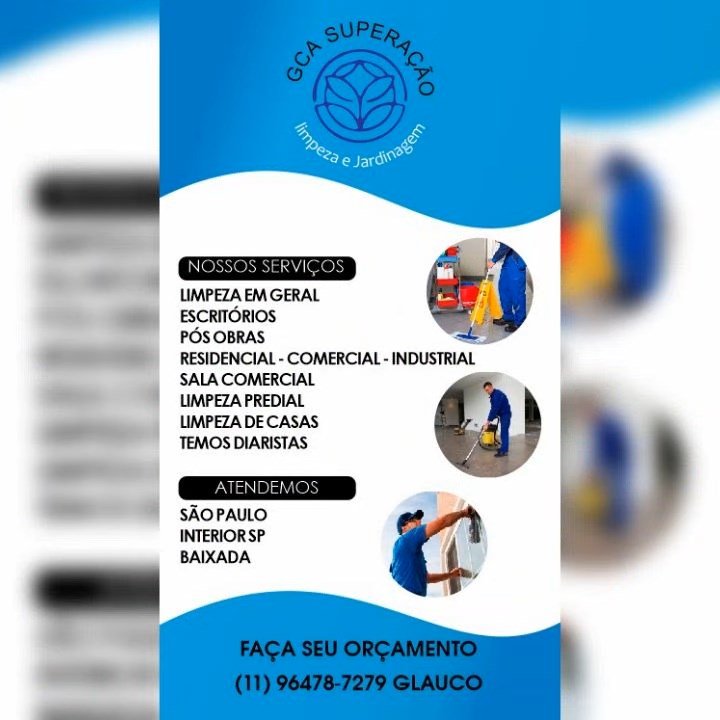 GCA SUPERAÇÃO
limpeza e Jardinagem
NOSSOS SERVIÇOS
LIMPEZA EM GERAL
ESCRITÓRIOS
PÓS OBRAS
RESIDENCIAL - COMERCIAL - INDUSTRIAL
SALA COMERCIAL
LIMPEZA PREDIAL
LIMPEZA DE CASAS
TEMOS DIARISTAS
ATENDEMOS
SÃO PAULO
INTERIOR SP
BAIXADA
FAÇA SEU ORÇAMENTO
(11) 96478-7279 GLAUCO